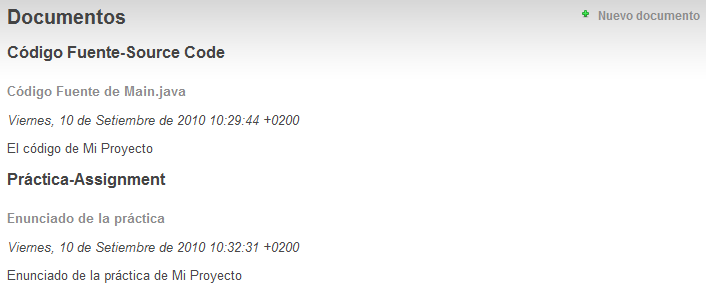 Documentos
Nuevo documento
Código Fuente-Source Code
Código Fuente de Main.java
Viernes, 10 de Setiembre de 2010 10:29:44 +0200
El código de Mi Proyecto
Práctica-Assignment
Enunciado de la práctica
Viernes, 10 de Setiembre de 2010 10:32:31 +0200
Enunciado de la práctica de Mi Proyecto